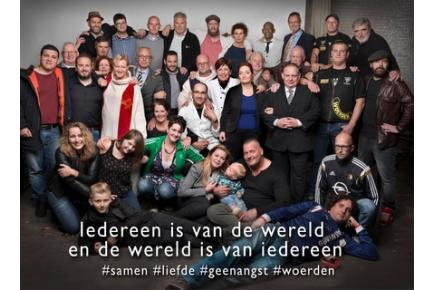 Iedereen is van de wereld
en de wereld is van iedereen
#samen #liefde #geenangst #woerden